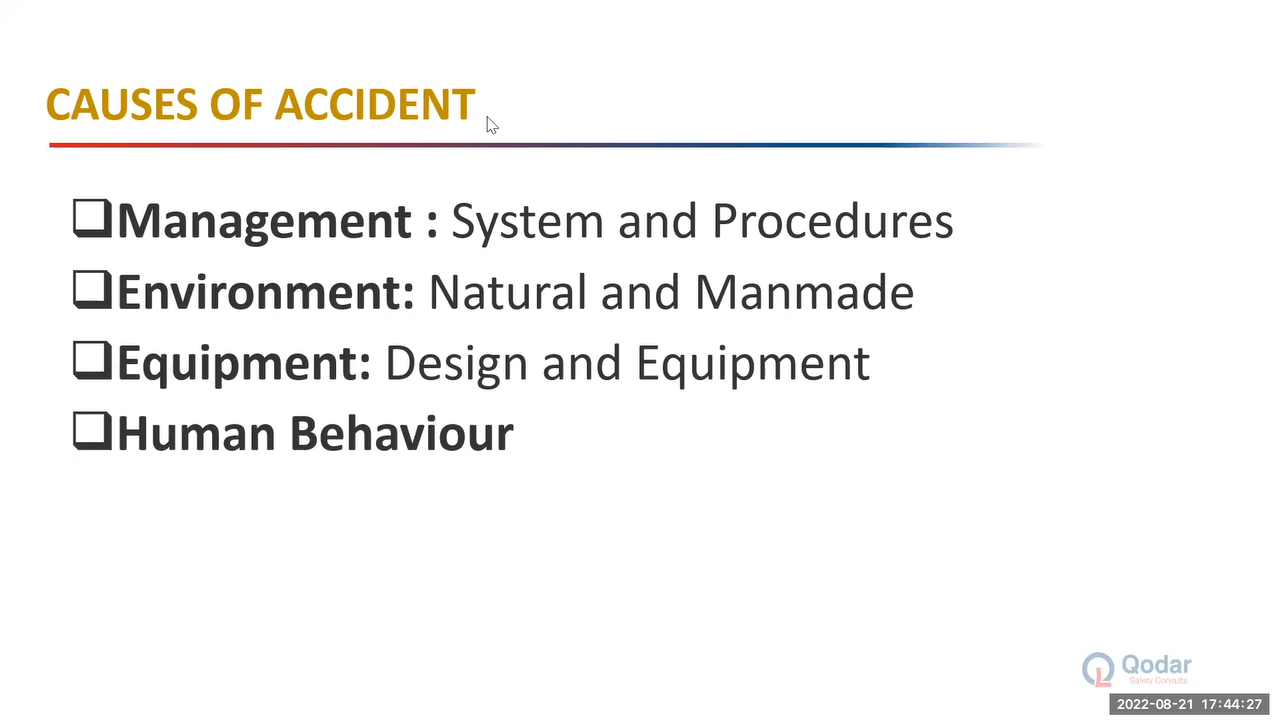 CAUSES OF ACCIDENT
Management : System and Procedures
Environment: Natural and Manmade
Equipment: Design and Equipment
Human Behaviour
Qodar
Safety Consults
2022-08-21 17:44:27